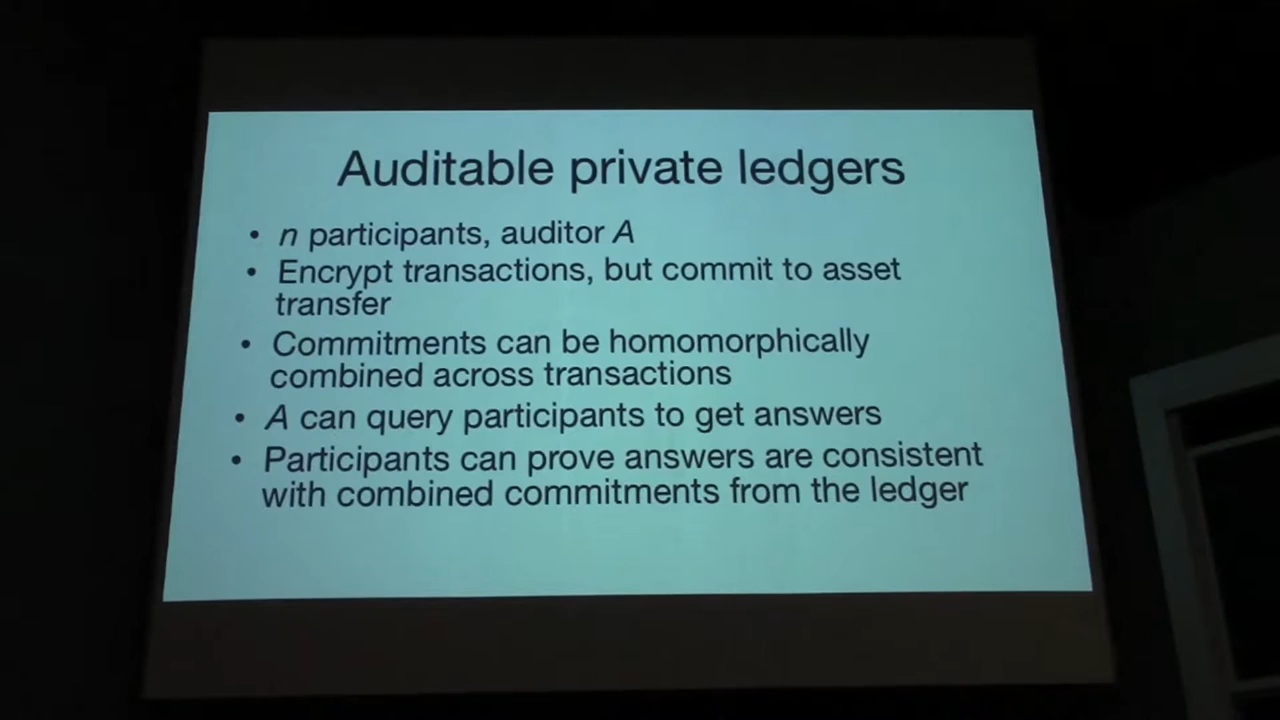 Auditable private ledgers
• n participants, auditor A
• Encrypt transactions, but commit to asset
transfer
• Commitments can be homomorphically
combined across transactions
• A can query participants to get answers
• Participants can prove answers are consistent
with combined commitments from the ledger